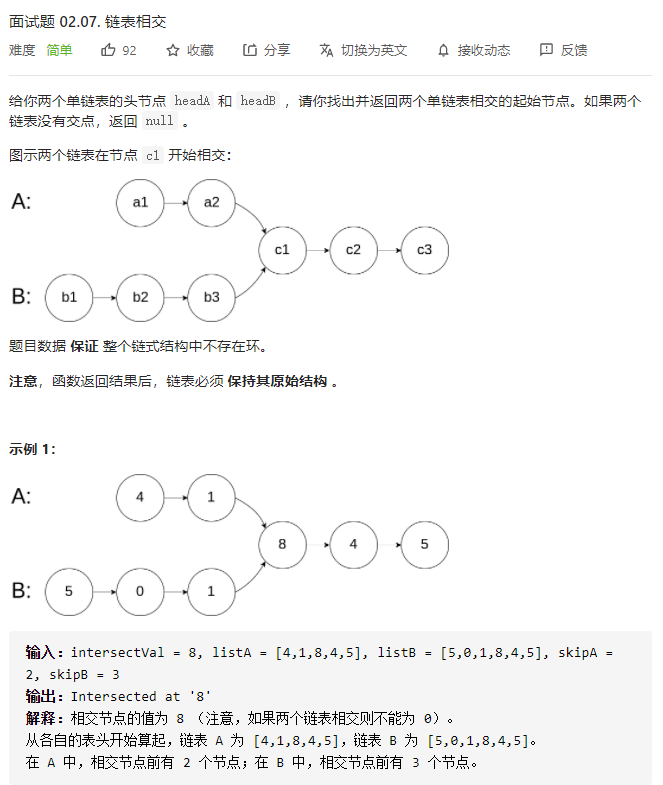 面试题 02.07. 链表相交
难度 简单 92 收藏 分享 切换为英文 接收动态 反馈
给你两个单链表的头节点 headA 和 headB ，请你找出并返回两个单链表相交的起始节点。如果两个
链表没有交点，返回 null 。
图示两个链表在节点 c1 开始相交：
A: a1 a2
c1 c2 c3
B: b1 b2 b3
题目数据 保证 整个链式结构中不存在环。
注意，函数返回结果后，链表必须 保持其原始结构 。
示例 1：
A: 4 1
8 4 5
B: 5 0 1
输入：intersectVal = 8, listA = [4,1,8,4,5], listB = [5,0,1,8,4,5], skipA =
2, skipB = 3
输出：Intersected at '8'
解释：相交节点的值为 8 （注意，如果两个链表相交则不能为 0）。
从各自的表头开始算起，链表 A 为 [4,1,8,4,5]，链表 B 为 [5,0,1,8,4,5]。
在 A 中，相交节点前有 2 个节点；在 B 中，相交节点前有 3 个节点。